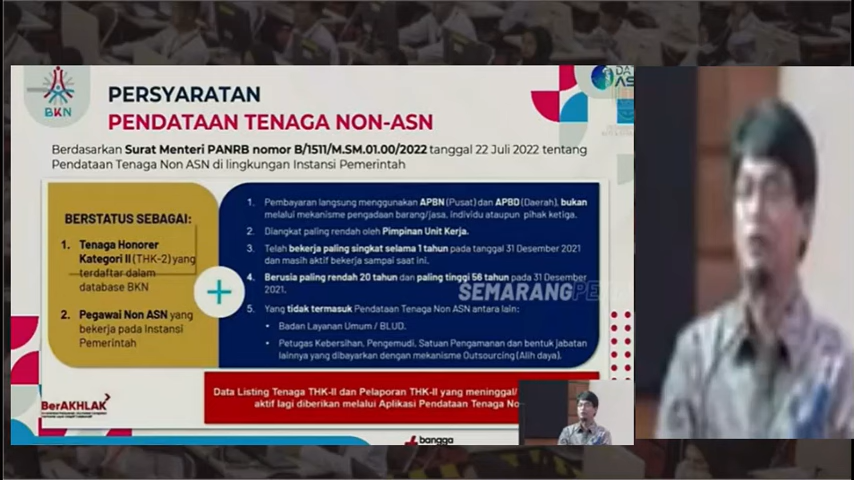 BKN
PERSYARATAN
PENDATAAN TENAGA NON-ASN
DA
AS
Berdasarkan Surat Menteri PANRB nomor B/1511/M.SM.01.00/2022 tanggal 22 Juli 2022 tentang
Pendataan Tenaga Non ASN di lingkungan Instansi Pemerintah
BERSTATUS SEBAGAI:
1. Tenaga Honorer
Kategori II (THK-2) yang
terdaftar dalam
database BKN
2. Pegawai Non ASN yang
bekerja pada Instansi
Pemerintah
+
1. Pembayaran langsung menggunakan APBN (Pusat) dan APBD (Daerah), bukan
melalui mekanisme pengadaan barang/jasa, individu ataupun pihak ketiga.
2. Diangkat paling rendah oleh Pimpinan Unit Kerja.
3. Telah bekerja paling singkat selama 1 tahun pada tanggal 31 Desember 2021
dan masih aktif bekerja sampai saat ini.
4. Berusia paling rendah 20 tahun dan paling tinggi 56 tahun pada 31 Desember
2021.
SEMARANGPE
5. Yang tidak termasuk Pendataan Tenaga Non ASN antara lain:
• Badan Layanan Umum / BLUD.
• Petugas Kebersihan, Pengemudi, Satuan Pengamanan dan bentuk jabatan
lainnya yang dibayarkan dengan mekanisme Outsourcing (Alih daya).
Data Listing Tenaga THK-II dan Pelaporan THK-II yang meninggal/
aktif lagi diberikan melalui Aplikasi Pendataan Tenaga No
BerAKHLAK
bangga